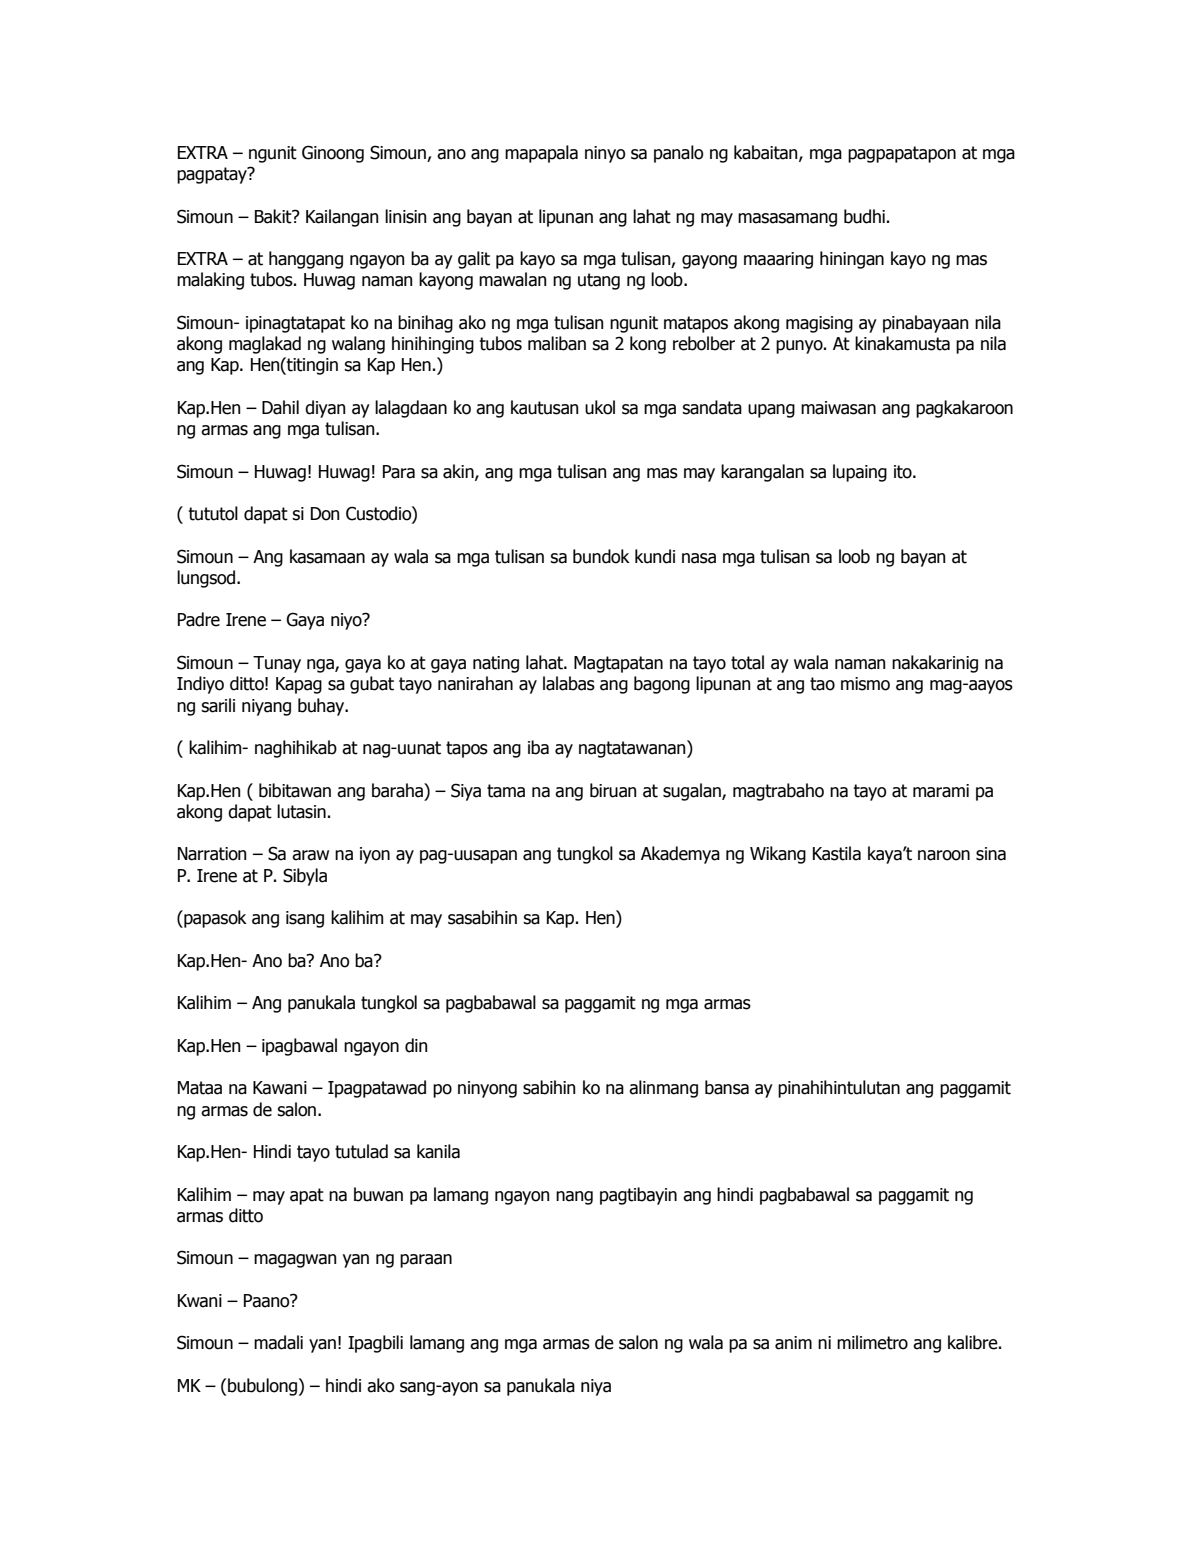 EXTRA – ngunit Ginoong Simoun, ano ang mapapala ninyo sa panalo ng kabaitan, mga pagpapatapon at mga
pagpatay?
Simoun – Bakit? Kailangan linisin ang bayan at lipunan ang lahat ng may masasamang budhi.
EXTRA – at hanggang ngayon ba ay galit pa kayo sa mga tulisan, gayong maaaring hiningan kayo ng mas
malaking tubos. Huwag naman kayong mawalan ng utang ng loob.
Simoun- ipinagtatapat ko na binihag ako ng mga tulisan ngunit matapos akong magising ay pinabayaan nila
akong maglakad ng walang hinihinging tubos maliban sa 2 kong rebolber at 2 punyo. At kinakamusta pa nila
ang Kap. Hen(titingin sa Kap Hen.)
Kap.Hen – Dahil diyan ay lalagdaan ko ang kautusan ukol sa mga sandata upang maiwasan ang pagkakaroon
ng armas ang mga tulisan.
Simoun – Huwag! Huwag! Para sa akin, ang mga tulisan ang mas may karangalan sa lupaing ito.
( tututol dapat si Don Custodio)
Simoun – Ang kasamaan ay wala sa mga tulisan sa bundok kundi nasa mga tulisan sa loob ng bayan at
lungsod.
Padre Irene – Gaya niyo?
Simoun – Tunay nga, gaya ko at gaya nating lahat. Magtapatan na tayo total ay wala naman nakakarinig na
Indiyo ditto! Kapag sa gubat tayo nanirahan ay lalabas ang bagong lipunan at ang tao mismo ang mag-aayos
ng sarili niyang buhay.
( kalihim- naghihikab at nag-uunat tapos ang iba ay nagtatawanan)
Kap.Hen ( bibitawan ang baraha) – Siya tama na ang biruan at sugalan, magtrabaho na tayo at marami pa
akong dapat lutasin.
Narration – Sa araw na iyon ay pag-uusapan ang tungkol sa Akademya ng Wikang Kastila kaya’t naroon sina
P. Irene at P. Sibyla
(papasok ang isang kalihim at may sasabihin sa Kap. Hen)
Kap.Hen- Ano ba? Ano ba?
Kalihim – Ang panukala tungkol sa pagbabawal sa paggamit ng mga armas
Kap.Hen – ipagbawal ngayon din
Mataa na Kawani – Ipagpatawad po ninyong sabihin ko na alinmang bansa ay pinahihintulutan ang paggamit
ng armas de salon.
Kap.Hen- Hindi tayo tutulad sa kanila
Kalihim – may apat na buwan pa lamang ngayon nang pagtibayin ang hindi pagbabawal sa paggamit ng
armas ditto
Simoun – magagwan yan ng paraan
Kwani – Paano?
Simoun – madali yan! Ipagbili lamang ang mga armas de salon ng wala pa sa anim ni milimetro ang kalibre.
MK – (bubulong) – hindi ako sang-ayon sa panukala niya